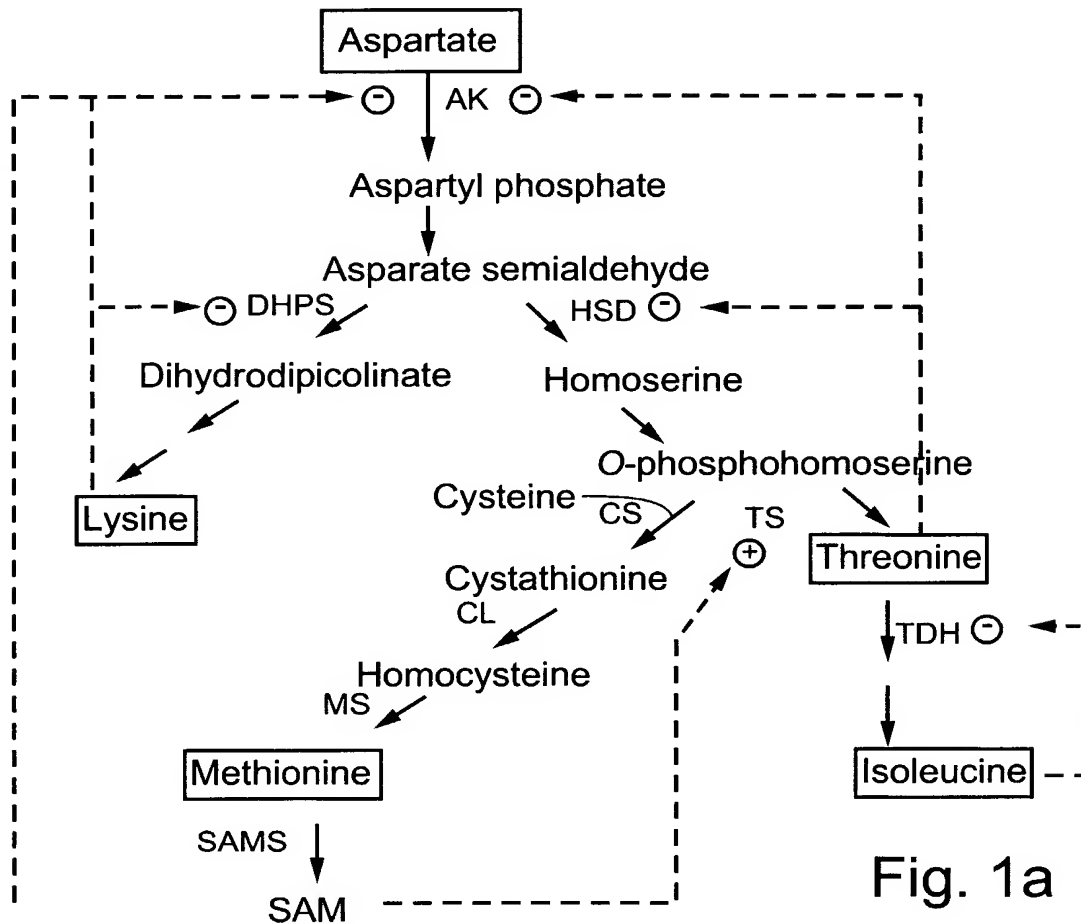 Aspartate
⊖ AK ⊖
Aspartyl phosphate
Asparate semialdehyde
⊖ DHPS
HSD ⊖
Dihydrodipicolinate
Homoserine
O-phosphohomoserine
Cysteine
CS
TS
⊕
Lysine
Threonine
Cystathionine
CL
TDH ⊖
Homocysteine
MS
Methionine
Isoleucine
SAMS
SAM
Fig. 1a